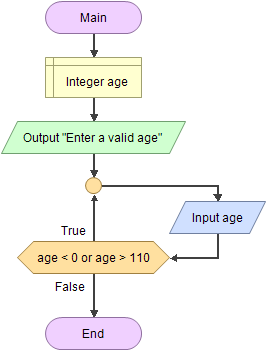 Main
Integer age
Output "Enter a valid age"
Input age
True
age < 0 or age > 110
False
End